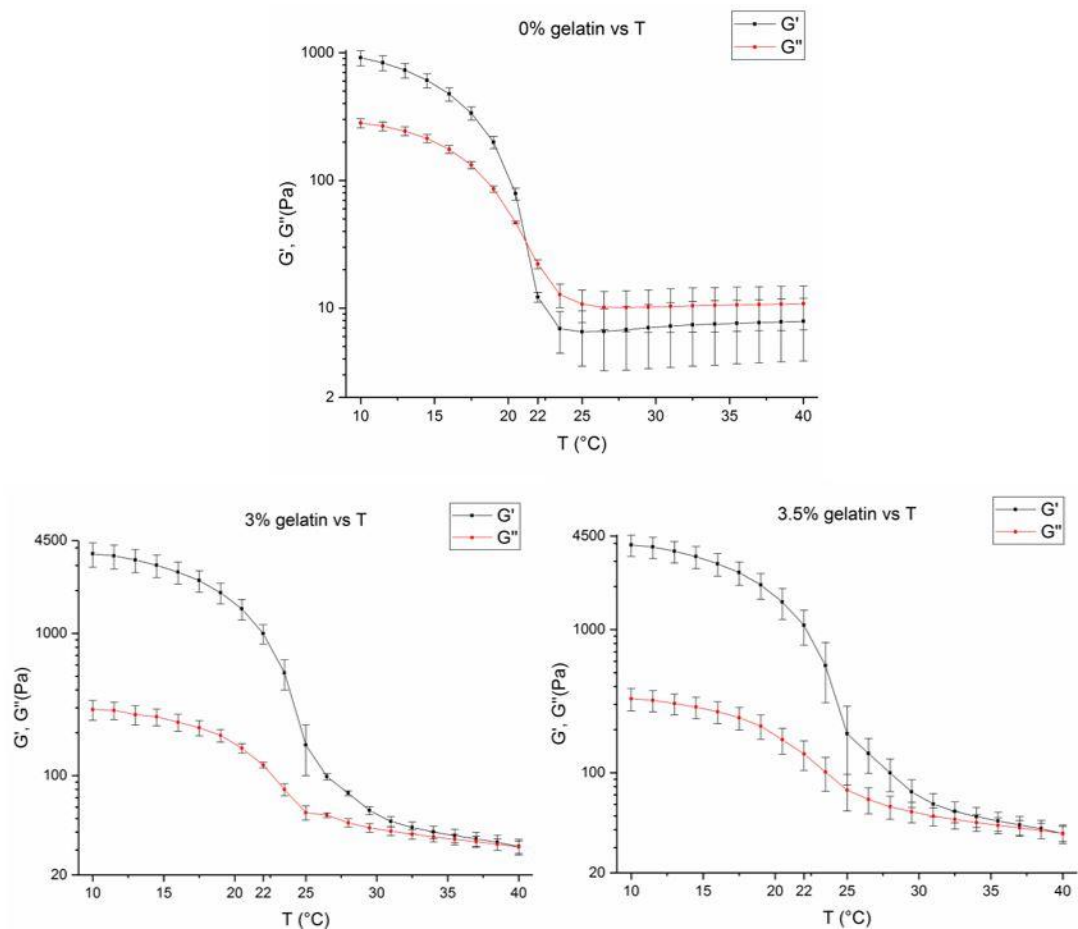 0% gelatin vs T
G'
G"
1000
100
10
2
G', G"(Pa)
10 15 20 22 25 30 35 40
T (°C)
3% gelatin vs T
G'
G"
4500
1000
100
20
G', G"(Pa)
10 15 20 22 25 30 35 40
T (°C)
3.5% gelatin vs T
G'
G"
4500
1000
100
20
G', G"(Pa)
10 15 20 22 25 30 35 40
T (°C)